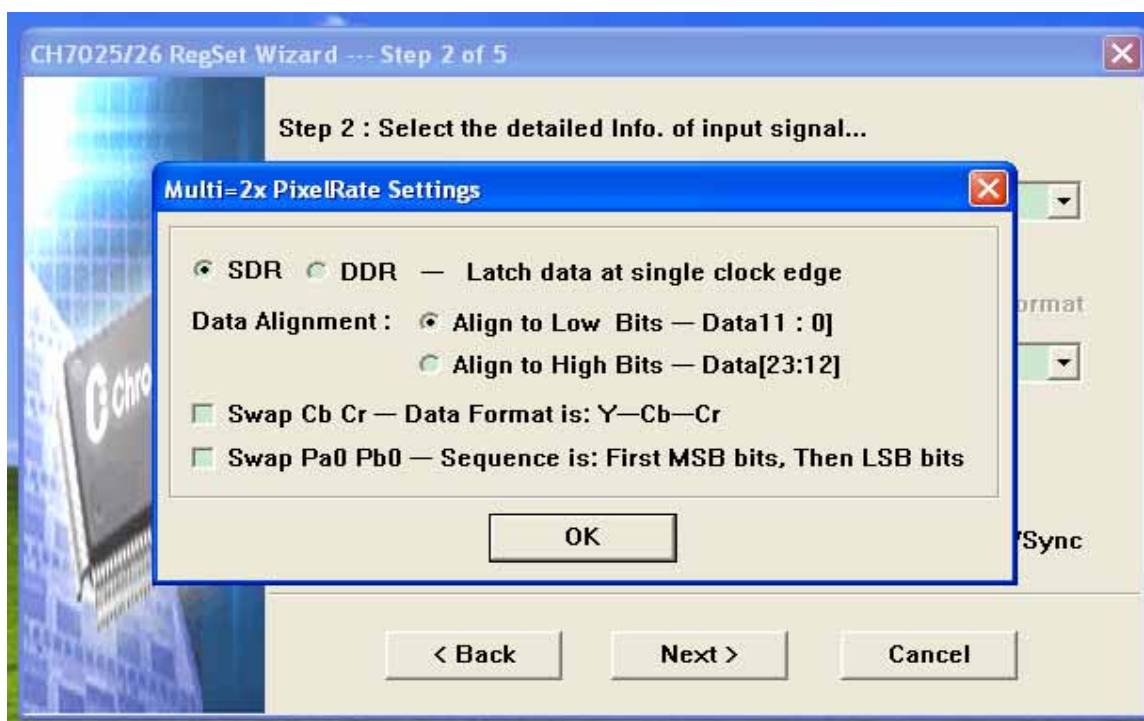 CH7025/26 RegSet Wizard --- Step 2 of 5
Step 2 : Select the detailed Info. of input signal...
Multi=2x PixelRate Settings
SDR DDR — Latch data at single clock edge
Data Alignment : Align to Low Bits — Data11 : 0]
Align to High Bits — Data[23:12]
Swap Cb Cr — Data Format is: Y—Cb—Cr
Swap Pa0 Pb0 — Sequence is: First MSB bits, Then LSB bits
OK
< Back Next > Cancel